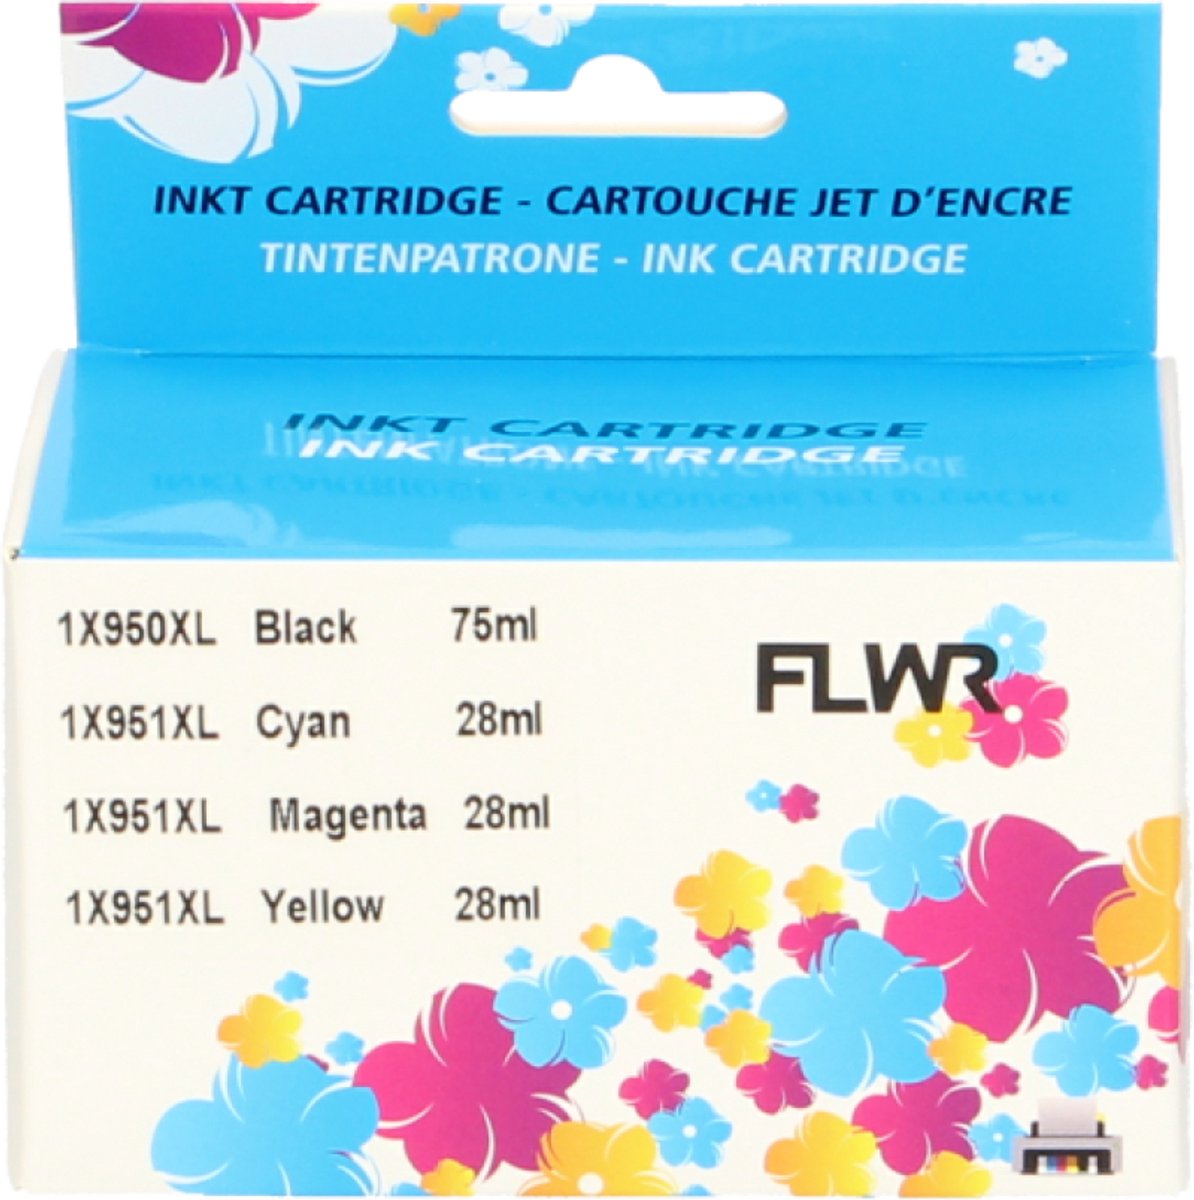 INKT CARTRIDGE - CARTOUCHE JET D'ENCRE
TINTENPATRONE - INK CARTRIDGE
INKT CARTRIDGE
INK CARTRIDGE
1X950XL Black 75ml
1X951XL Cyan 28ml
1X951XL Magenta 28ml
1X951XL Yellow 28ml
FLWR